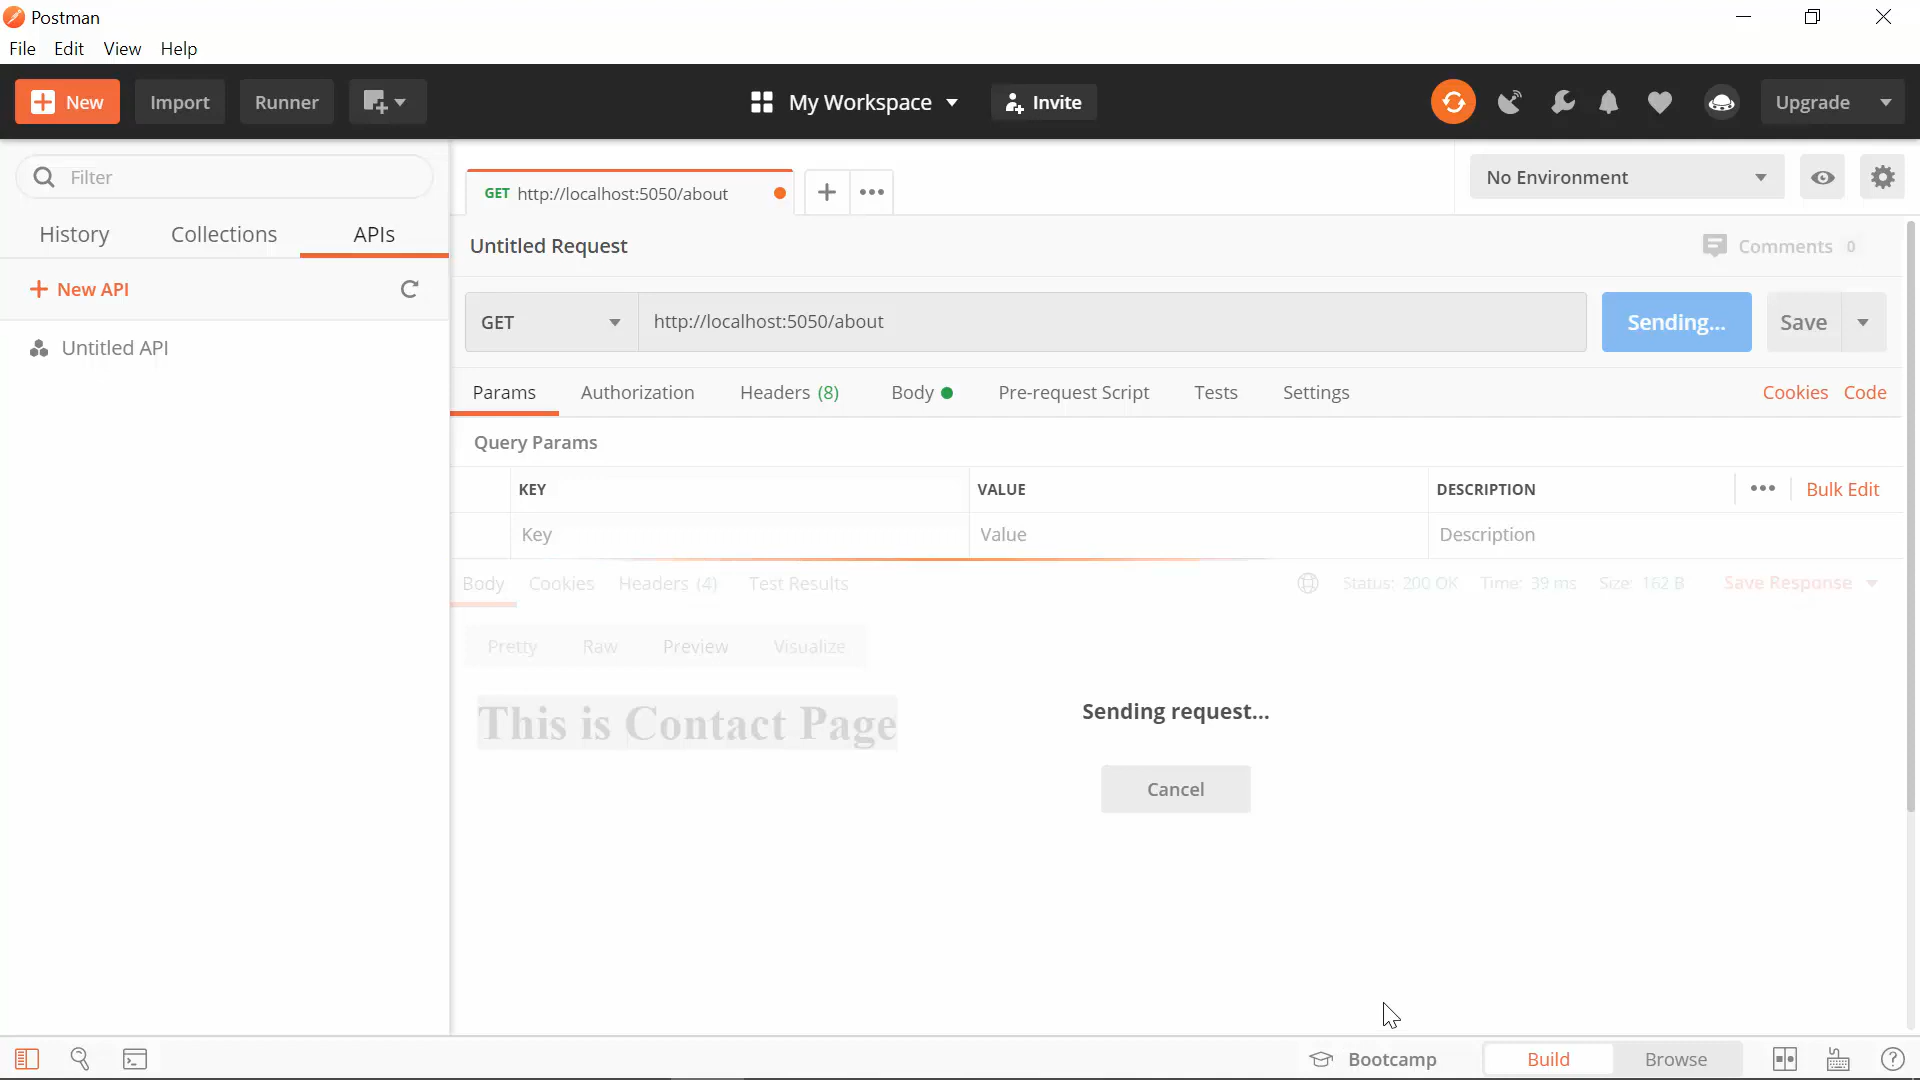 Postman
File Edit View Help
New Import Runner My Workspace Invite Upgrade
Filter
History Collections APIs
New API
Untitled API
GET http://localhost:5050/about
No Environment
Untitled Request
Comments 0
GET http://localhost:5050/about Sending... Save
Params Authorization Headers (8) Body Pre-request Script Tests Settings Cookies Code
Query Params
KEY VALUE DESCRIPTION Bulk Edit
Key Value Description
Body Cookies Headers (4) Test Results Status: 200 OK Time: 39 ms Size: 162 B Save Response
Pretty Raw Preview Visualize
This is Contact Page
Sending request...
Cancel
Bootcamp Build Browse